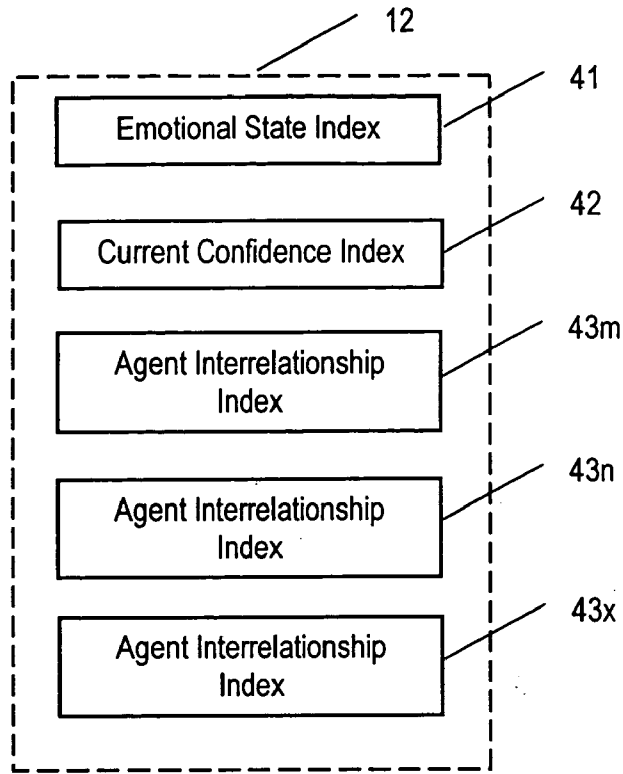 12
Emotional State Index
41
Current Confidence Index
42
Agent Interrelationship
Index
43m
Agent Interrelationship
Index
43n
Agent Interrelationship
Index
43x